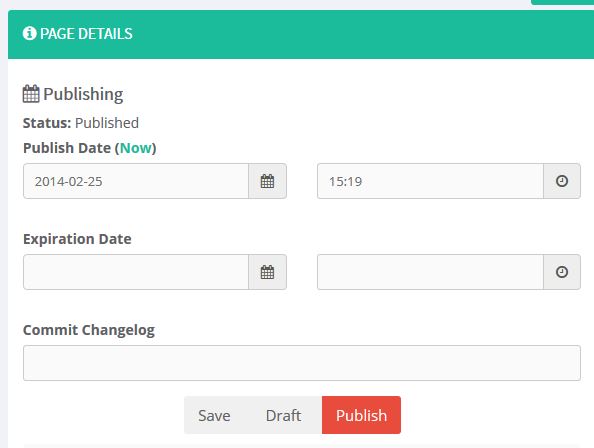 PAGE DETAILS
Publishing
Status: Published
Publish Date (Now)
2014-02-25 15:19
Expiration Date
Commit Changelog
Save Draft Publish